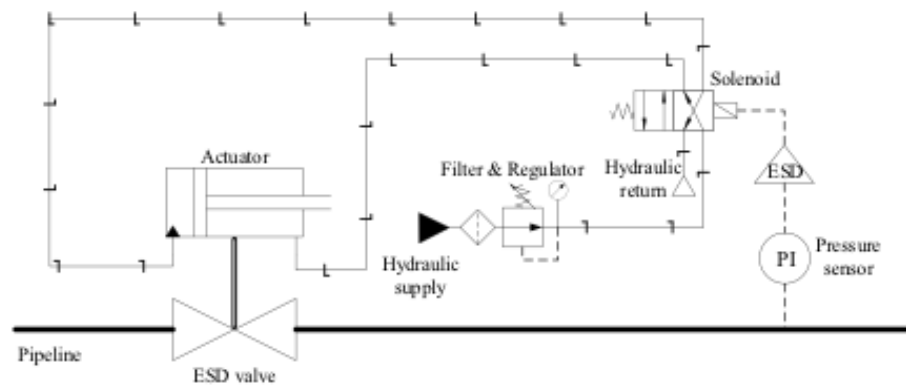 Solenoid
Actuator
Filter & Regulator
Hydraulic
return
ESD
Hydraulic
supply
PI
Pressure
sensor
Pipeline
ESD valve